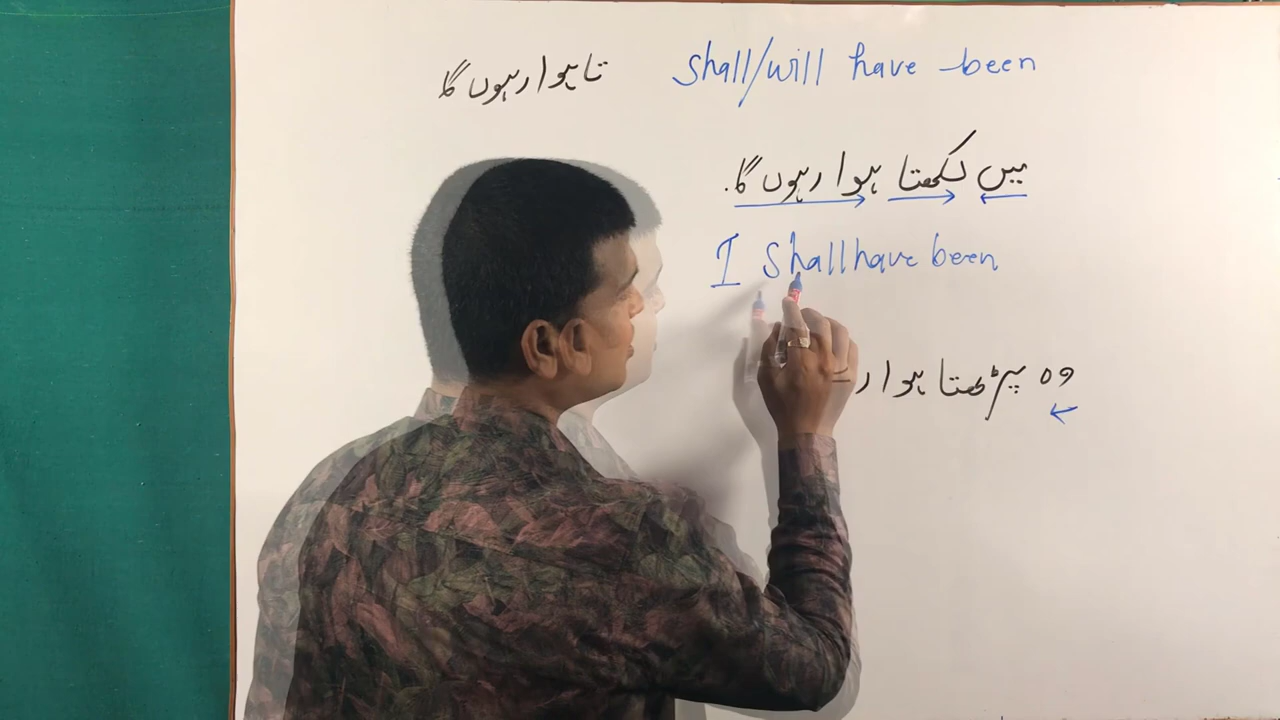 تا ہوا رہوں گا shall/will have been
میں لکھتا ہوا رہوں گا.
I shall have been
وہ پڑھتا ہوا ر